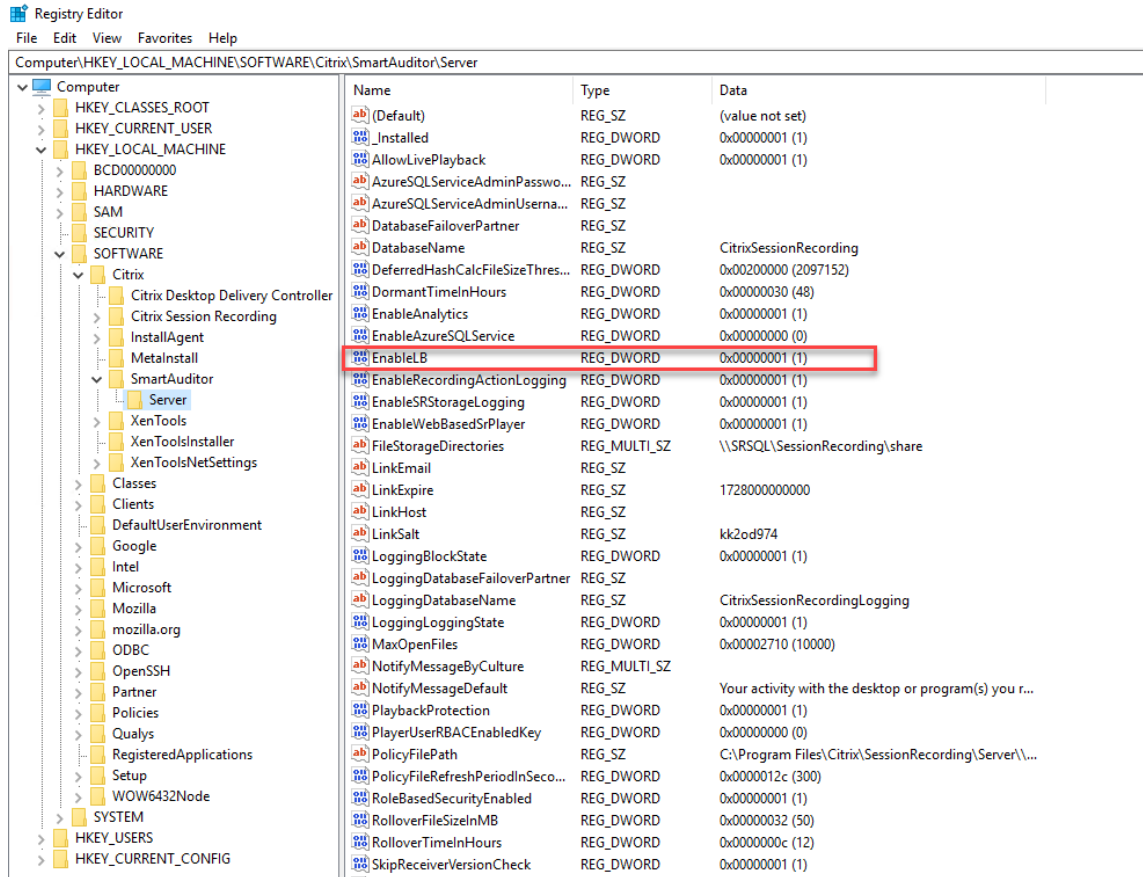 Registry Editor
File Edit View Favorites Help
Computer\HKEY_LOCAL_MACHINE\SOFTWARE\Citrix\SmartAuditor\Server
Computer
HKEY_CLASSES_ROOT
HKEY_CURRENT_USER
HKEY_LOCAL_MACHINE
BCD00000000
HARDWARE
SAM
SECURITY
SOFTWARE
Citrix
Citrix Desktop Delivery Controller
Citrix Session Recording
InstallAgent
MetaInstall
SmartAuditor
Server
XenTools
XenToolsInstaller
XenToolsNetSettings
Classes
Clients
DefaultUserEnvironment
Google
Intel
Microsoft
Mozilla
mozilla.org
ODBC
OpenSSH
Partner
Policies
Qualys
RegisteredApplications
Setup
WOW6432Node
SYSTEM
HKEY_USERS
HKEY_CURRENT_CONFIG
Name Type Data
(Default) REG_SZ (value not set)
_Installed REG_DWORD 0x00000001 (1)
AllowLivePlayback REG_DWORD 0x00000001 (1)
AzureSQLServiceAdminPasswo... REG_SZ
AzureSQLServiceAdminUserna... REG_SZ
DatabaseFailoverPartner REG_SZ
DatabaseName REG_SZ CitrixSessionRecording
DeferredHashCalcFileSizeThres... REG_DWORD 0x00200000 (2097152)
DormantTimeInHours REG_DWORD 0x00000030 (48)
EnableAnalytics REG_DWORD 0x00000001 (1)
EnableAzureSQLService REG_DWORD 0x00000000 (0)
EnableLB REG_DWORD 0x00000001 (1)
EnableRecordingActionLogging REG_DWORD 0x00000001 (1)
EnableSRStorageLogging REG_DWORD 0x00000001 (1)
EnableWebBasedSrPlayer REG_DWORD 0x00000001 (1)
FileStorageDirectories REG_MULTI_SZ \\SRSQL\SessionRecording\share
LinkEmail REG_SZ
LinkExpire REG_SZ 1728000000000
LinkHost REG_SZ
LinkSalt REG_SZ kk2od974
LoggingBlockState REG_DWORD 0x00000001 (1)
LoggingDatabaseFailoverPartner REG_SZ
LoggingDatabaseName REG_SZ CitrixSessionRecordingLogging
LoggingLoggingState REG_DWORD 0x00000001 (1)
MaxOpenFiles REG_DWORD 0x00002710 (10000)
NotifyMessageByCulture REG_MULTI_SZ
NotifyMessageDefault REG_SZ Your activity with the desktop or program(s) you r...
PlaybackProtection REG_DWORD 0x00000001 (1)
PlayerUserRBACEnabledKey REG_DWORD 0x00000000 (0)
PolicyFilePath REG_SZ C:\Program Files\Citrix\SessionRecording\Server\\...
PolicyFileRefreshPeriodInSeco... REG_DWORD 0x0000012c (300)
RoleBasedSecurityEnabled REG_DWORD 0x00000001 (1)
RolloverFileSizeInMB REG_DWORD 0x00000032 (50)
RolloverTimeInHours REG_DWORD 0x0000000c (12)
SkipReceiverVersionCheck REG_DWORD 0x00000001 (1)